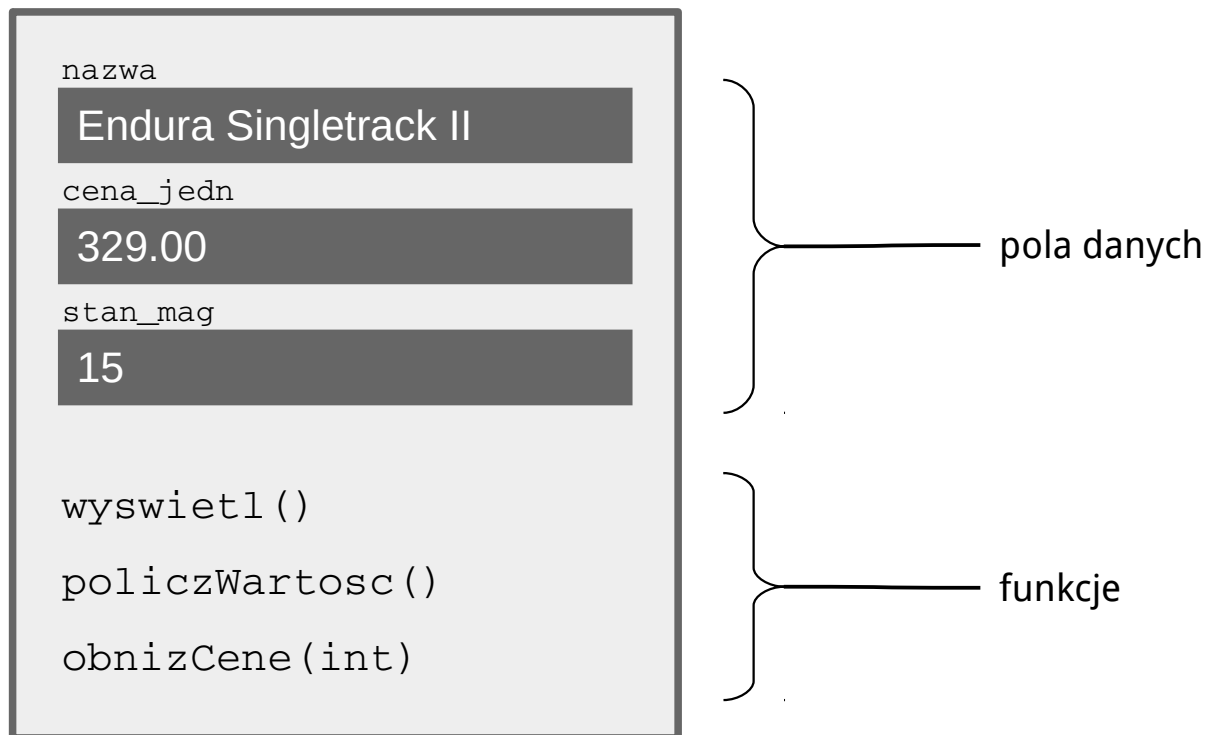 nazwa
Endura Singletrack II
cena_jedn
329.00
stan_mag
15
pola danych
wyswietl()
policzWartosc()
obnizCene(int)
funkcje